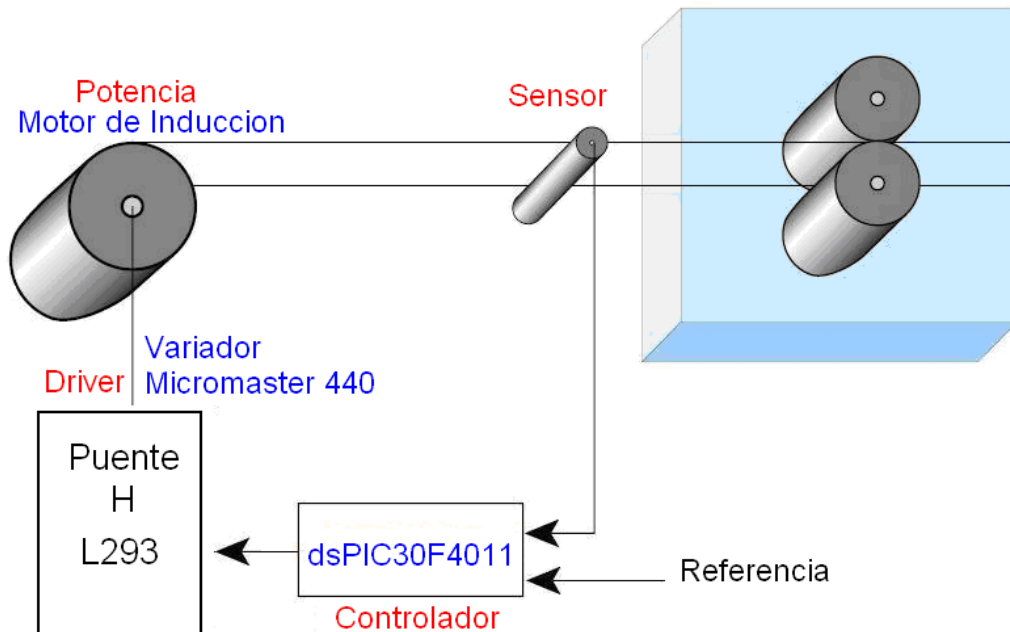 Potencia
Motor de Induccion
Sensor
Variador
Driver
Micromaster 440
Puente
H
L293
dsPIC30F4011
Referencia
Controlador